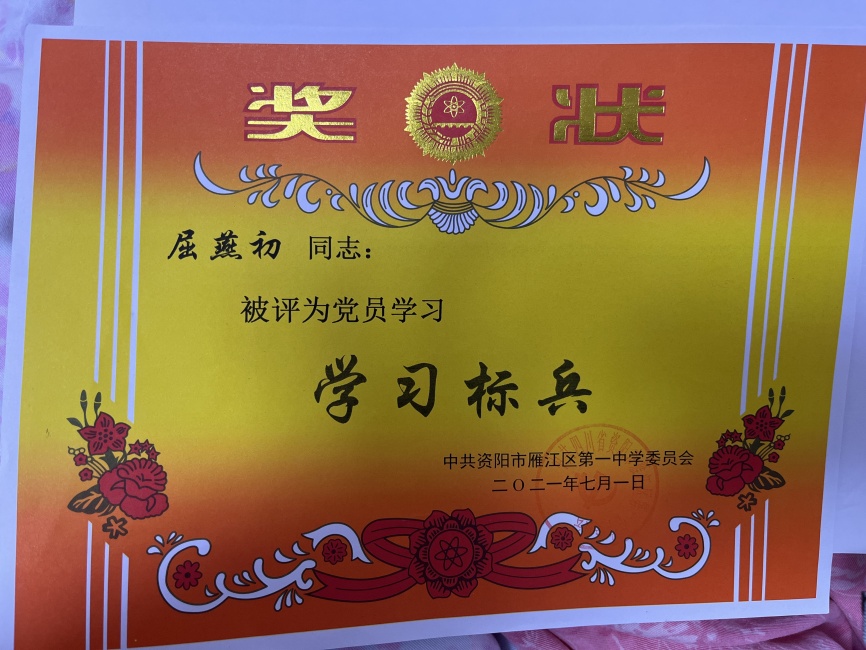 奖状
屈燕初 同志：
被评为党员学习
学习标兵
中共资阳市雁江区第一中学委员会
二〇二一年七月一日